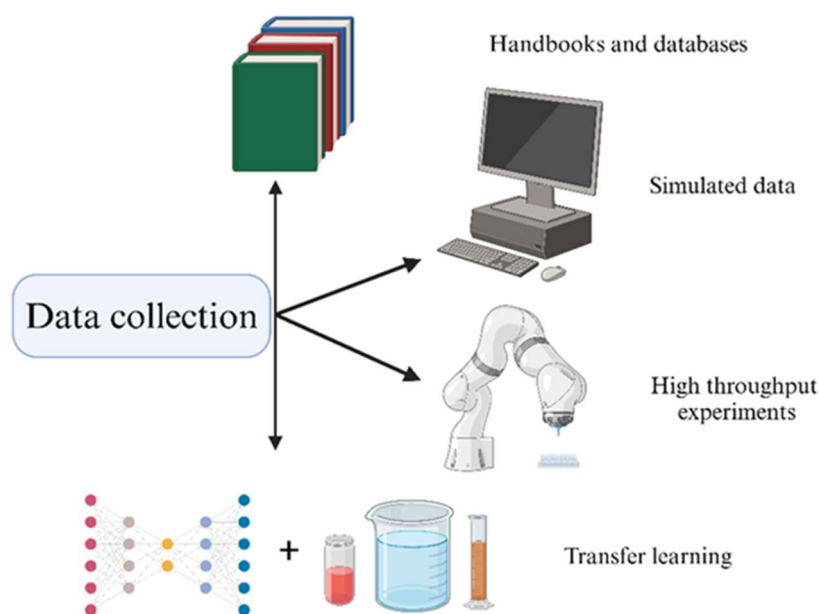 Handbooks and databases
Simulated data
Data collection
High throughput
experiments
+
Transfer learning